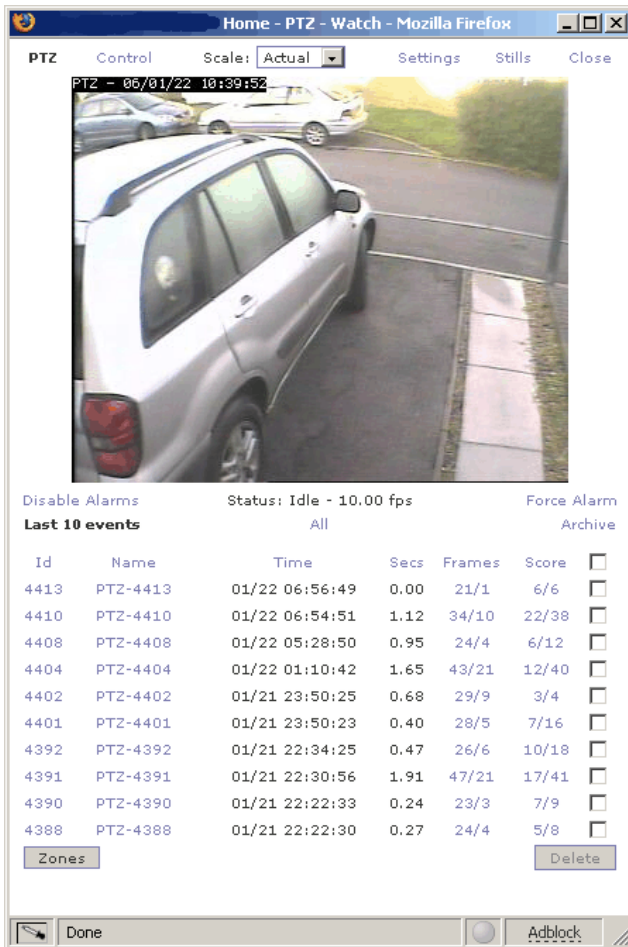 Home - PTZ - Watch - Mozilla Firefox
PTZ Control Scale: Actual Settings Stills Close
PTZ - 06/01/22 10:39:52
Disable Alarms Status: Idle - 10.00 fps Force Alarm
Last 10 events All Archive
Id Name Time Secs Frames Score
4413 PTZ-4413 01/22 06:56:49 0.00 21/1 6/6
4410 PTZ-4410 01/22 06:54:51 1.12 34/10 22/38
4408 PTZ-4408 01/22 05:28:50 0.95 24/4 6/12
4404 PTZ-4404 01/22 01:10:42 1.65 43/21 12/40
4402 PTZ-4402 01/21 23:50:25 0.68 29/9 3/4
4401 PTZ-4401 01/21 23:50:23 0.40 28/5 7/16
4392 PTZ-4392 01/21 22:34:25 0.47 26/6 10/18
4391 PTZ-4391 01/21 22:30:56 1.91 47/21 17/41
4390 PTZ-4390 01/21 22:22:33 0.24 23/3 7/9
4388 PTZ-4388 01/21 22:22:30 0.27 24/4 5/8
Zones Delete
Done Adblock